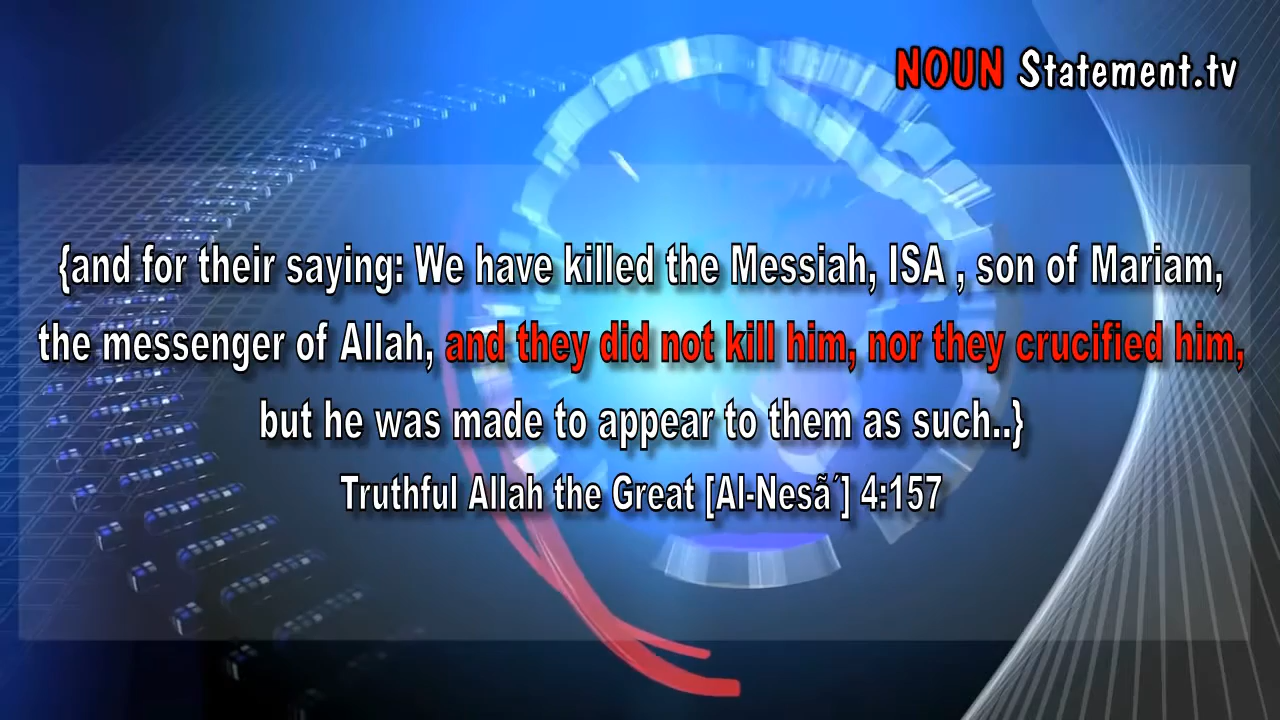 NOUN Statement.tv
{and for their saying: We have killed the Messiah, ISA , son of Mariam,
the messenger of Allah, and they did not kill him, nor they crucified him,
but he was made to appear to them as such..}
Truthful Allah the Great [Al-Nesã´] 4:157